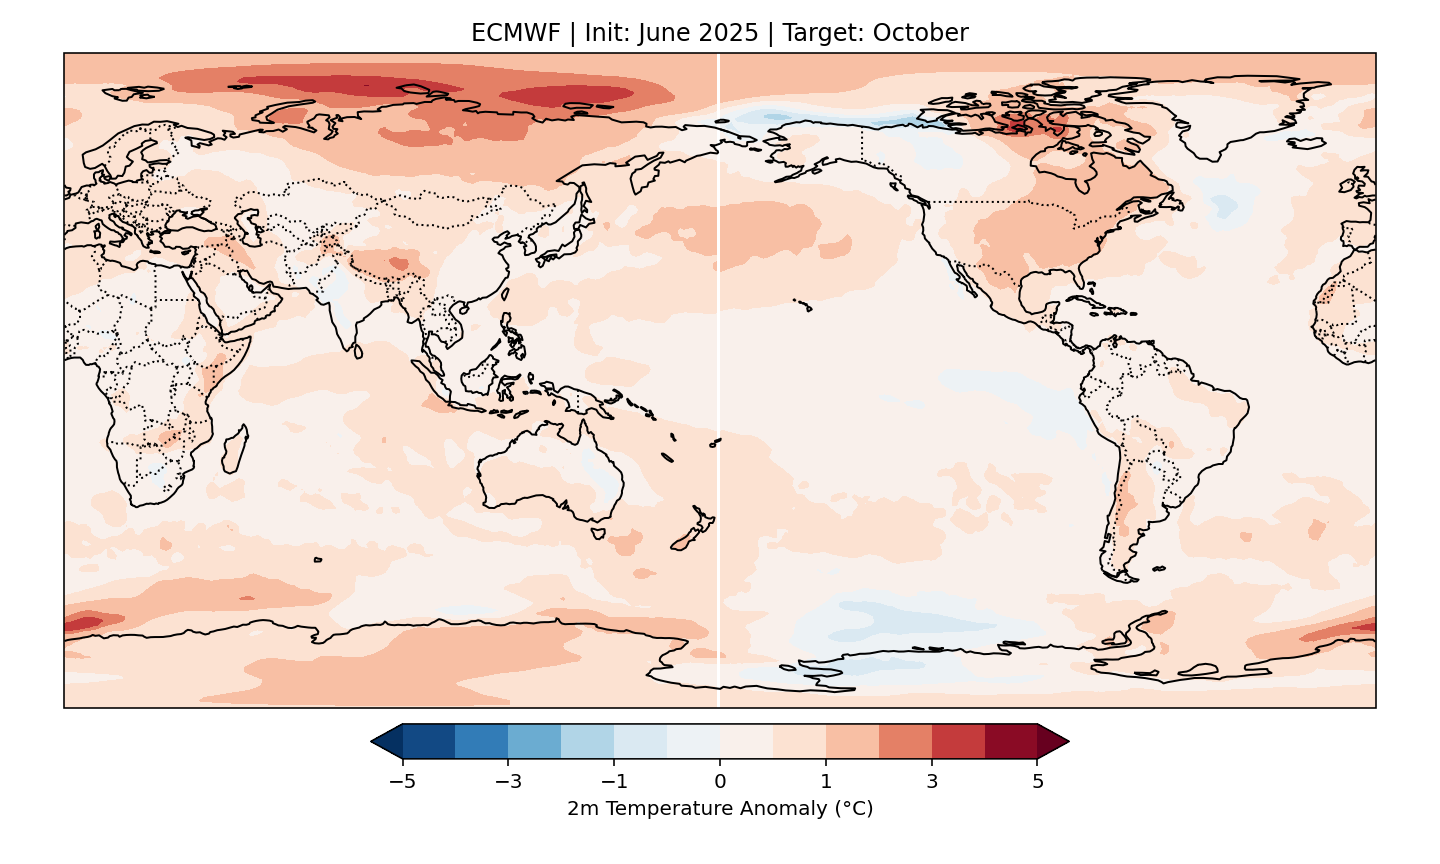 ECMWF | Init: June 2025 | Target: October
−5 −3 −1 0 1 3 5
2m Temperature Anomaly (°C)